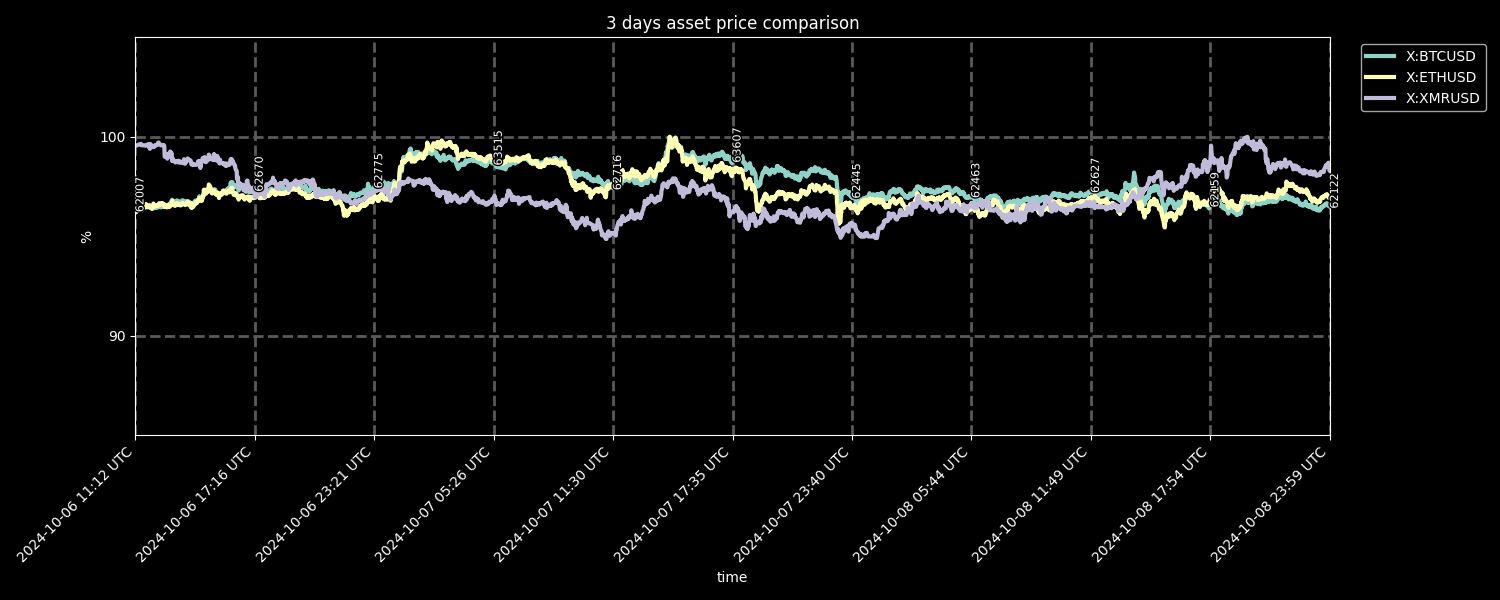 3 days asset price comparison
X:BTCUSD
X:ETHUSD
X:XMRUSD
100
90
%
62007
62670
62775
63515
62716
63607
62445
62463
62627
62159
62122
2024-10-06 11:12 UTC
2024-10-06 17:16 UTC
2024-10-06 23:21 UTC
2024-10-07 05:26 UTC
2024-10-07 11:30 UTC
2024-10-07 17:35 UTC
2024-10-07 23:40 UTC
2024-10-08 05:44 UTC
2024-10-08 11:49 UTC
2024-10-08 17:54 UTC
2024-10-08 23:59 UTC
time